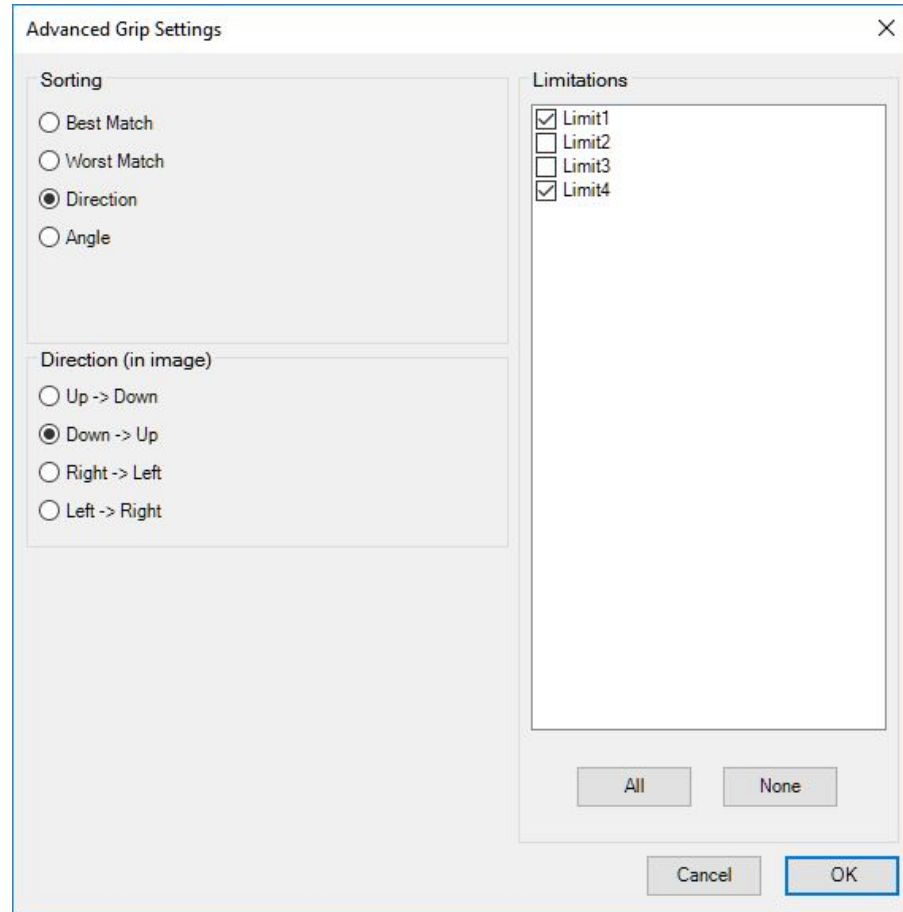 Advanced Grip Settings
Sorting
Best Match
Worst Match
Direction
Angle
Direction (in image)
Up -> Down
Down -> Up
Right -> Left
Left -> Right
Limitations
Limit1
Limit2
Limit3
Limit4
All
None
Cancel
OK